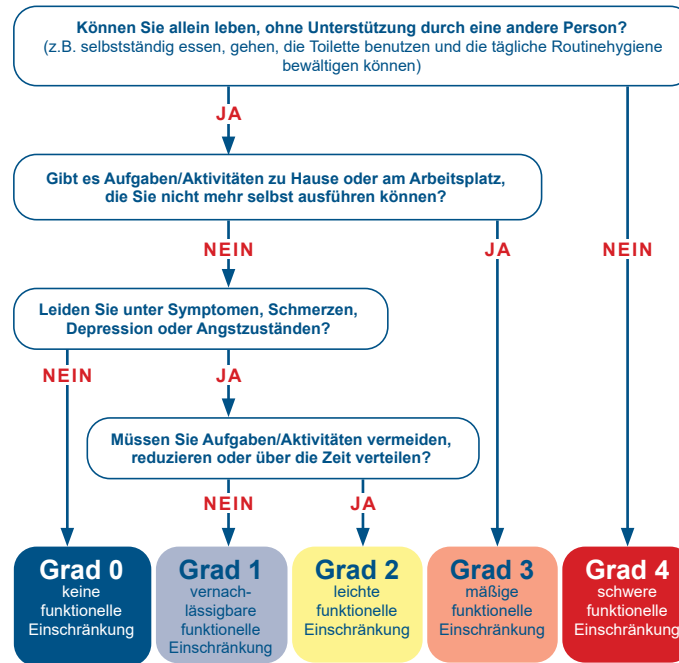 Können Sie allein leben, ohne Unterstützung durch eine andere Person?
(z.B. selbstständig essen, gehen, die Toilette benutzen und die tägliche Routinehygiene
bewältigen können)
JA
Gibt es Aufgaben/Aktivitäten zu Hause oder am Arbeitsplatz,
die Sie nicht mehr selbst ausführen können?
NEIN
JA
NEIN
Leiden Sie unter Symptomen, Schmerzen,
Depression oder Angstzuständen?
NEIN
JA
Müssen Sie Aufgaben/Aktivitäten vermeiden,
reduzieren oder über die Zeit verteilen?
NEIN
JA
Grad 0
keine
funktionelle
Einschränkung
Grad 1
vernach-
lässigbare
funktionelle
Einschränkung
Grad 2
leichte
funktionelle
Einschränkung
Grad 3
mäßige
funktionelle
Einschränkung
Grad 4
schwere
funktionelle
Einschränkung